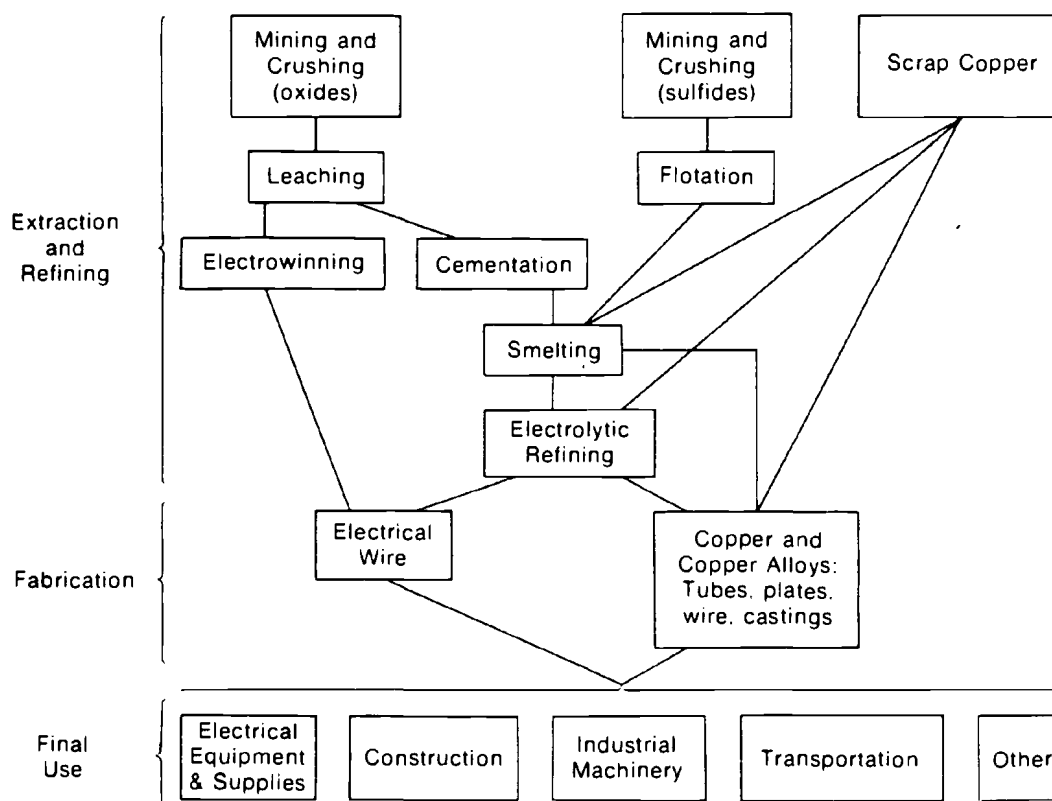 Mining and
Crushing
(oxides)
Mining and
Crushing
(sulfides)
Scrap Copper
Leaching
Flotation
Extraction
and
Refining
Electrowinning
Cementation
Smelting
Electrolytic
Refining
Electrical
Wire
Copper and
Copper Alloys:
Tubes, plates,
wire, castings
Fabrication
Final
Use
Electrical
Equipment
& Supplies
Construction
Industrial
Machinery
Transportation
Other